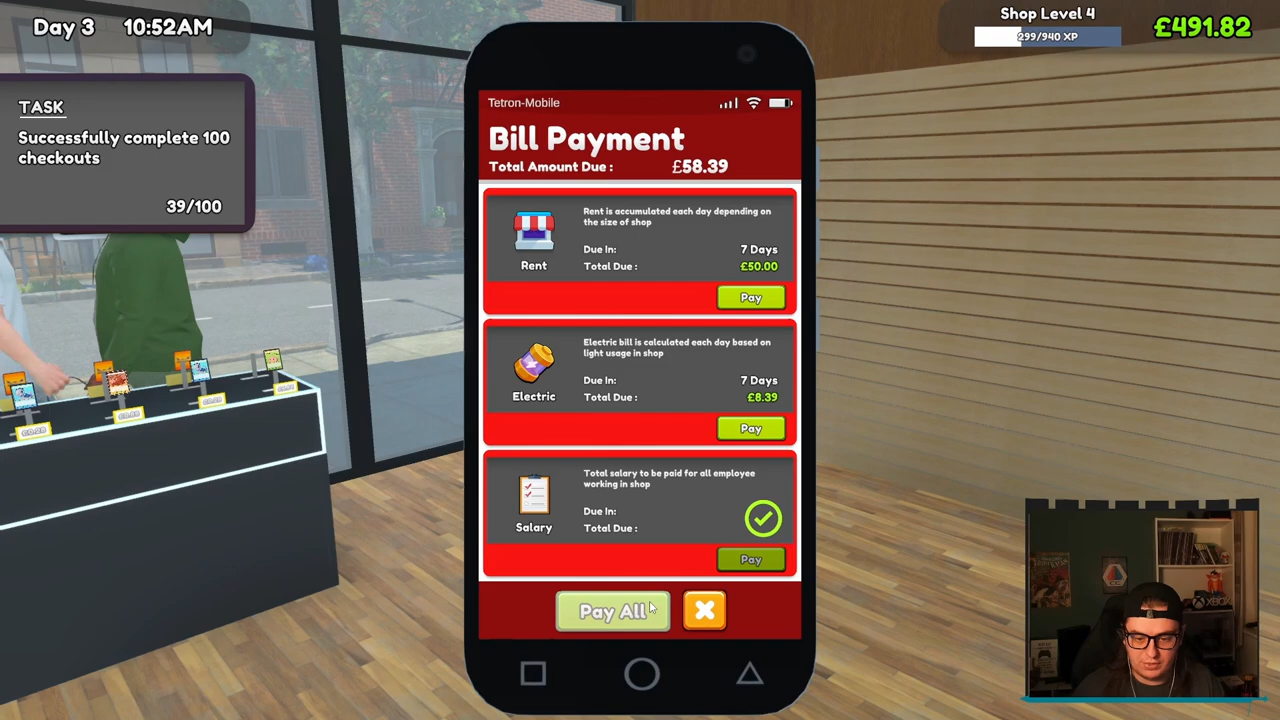 Day 3 10:52AM
Shop Level 4
299/940 XP
£491.82
TASK
Successfully complete 100
checkouts
39/100
Tetron-Mobile
Bill Payment
Total Amount Due : £58.39
Rent is accumulated each day depending on
the size of shop
Due In: 7 Days
Total Due : £50.00
Rent
Pay
Electric bill is calculated each day based on
light usage in shop
Due In: 7 Days
Total Due : £8.39
Electric
Pay
Total salary to be paid for all employee
working in shop
Due In:
Total Due :
Salary
Pay
Pay All
XBOX